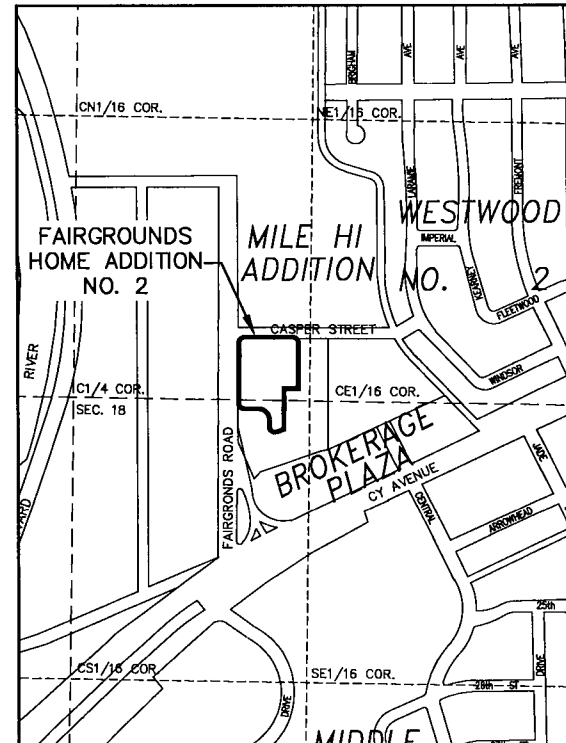 BRIGHAM
AVE
AVE
AVE
CN1/16 COR.
NE1/16 COR.
LARAMIE
FREMONT
WESTWOOD
NO. 2
FAIRGROUNDS
HOME ADDITION
NO. 2
MILE HI
ADDITION
IMPERIAL
KEARNEY
FLEETWOOD
CASPER STREET
RIVER
WINDSOR
C1/4 COR.
SEC. 18
CE1/16 COR.
BROKERAGE
PLAZA
CY AVENUE
FAIRGRONDS ROAD
JADE
CENTRAL
ARROWHEAD
25th
CS1/16 COR.
SE1/16 COR.
DRIVE
DRIVE
ST
MIDDLE